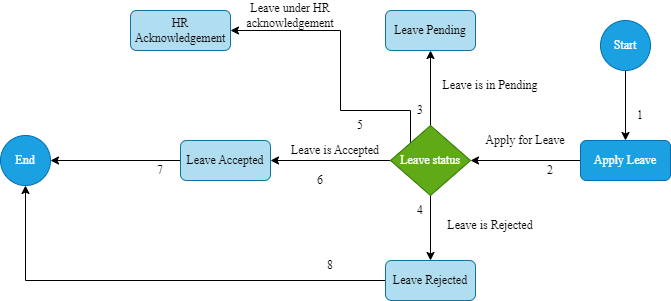 Leave under HR
acknowledgement
HR
Acknowledgement
Leave Pending
Start
Leave is in Pending
3
1
5
Apply for Leave
Leave is Accepted
End
Leave Accepted
Leave status
Apply Leave
7
6
2
4
Leave is Rejected
8
Leave Rejected